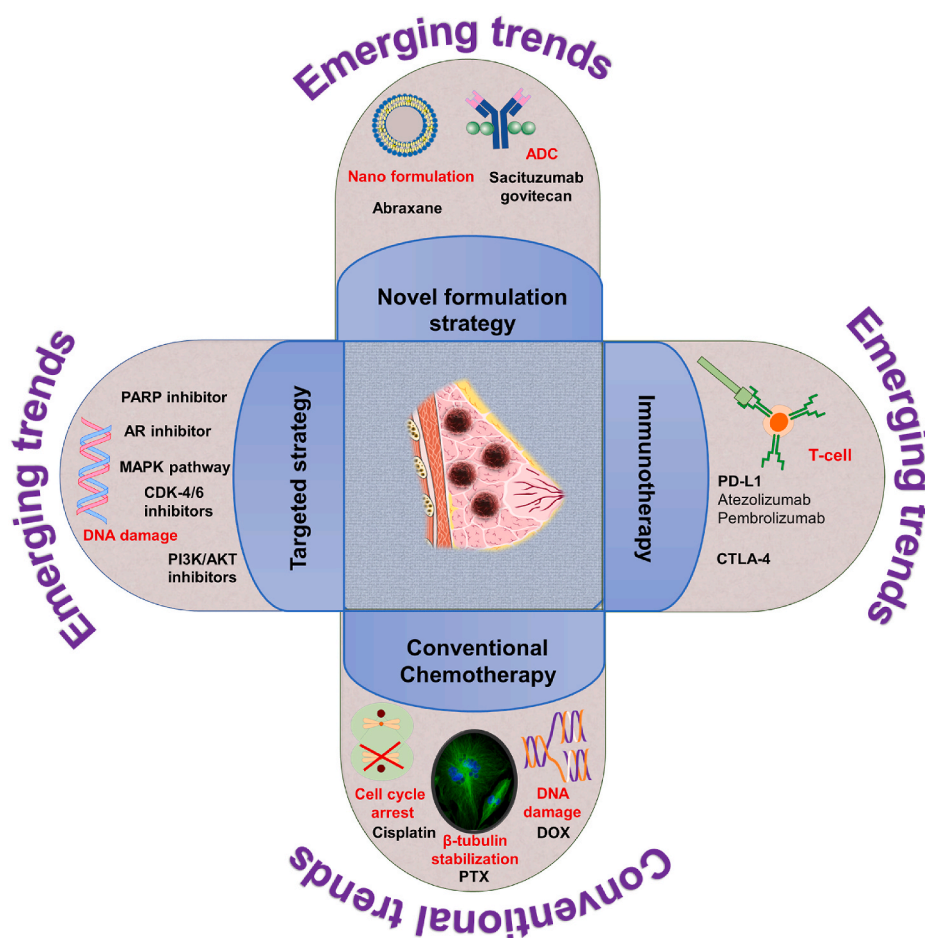 Emerging trends
Nano formulation
Abraxane
ADC
Sacituzumab
govitecan
Novel formulation
strategy
Emerging trends
PARP inhibitor
AR inhibitor
MAPK pathway
CDK-4/6
inhibitors
DNA damage
PI3K/AKT
inhibitors
Targeted strategy
Immunotherapy
T-cell
PD-L1
Atezolizumab
Pembrolizumab
CTLA-4
Emerging trends
Conventional
Chemotherapy
Cell cycle
arrest
Cisplatin
β-tubulin
stabilization
PTX
DNA
damage
DOX
Conventional trends